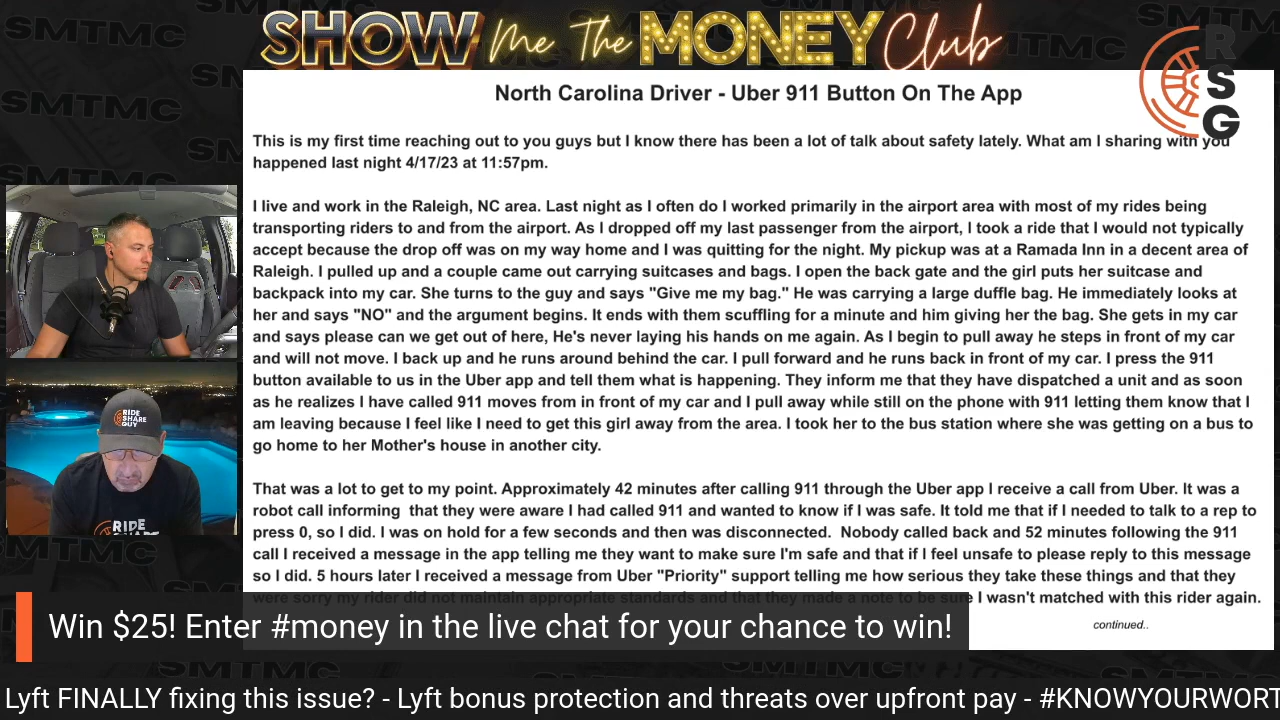 SHOW Me The MONEY Club
RSG
North Carolina Driver - Uber 911 Button On The App
This is my first time reaching out to you guys but I know there has been a lot of talk about safety lately. What am I sharing with you
happened last night 4/17/23 at 11:57pm.
I live and work in the Raleigh, NC area. Last night as I often do I worked primarily in the airport area with most of my rides being
transporting riders to and from the airport. As I dropped off my last passenger from the airport, I took a ride that I would not typically
accept because the drop off was on my way home and I was quitting for the night. My pickup was at a Ramada Inn in a decent area of
Raleigh. I pulled up and a couple came out carrying suitcases and bags. I open the back gate and the girl puts her suitcase and
backpack into my car. She turns to the guy and says "Give me my bag." He was carrying a large duffle bag. He immediately looks at
her and says "NO" and the argument begins. It ends with them scuffling for a minute and him giving her the bag. She gets in my car
and says please can we get out of here, He's never laying his hands on me again. As I begin to pull away he steps in front of my car
and will not move. I back up and he runs around behind the car. I pull forward and he runs back in front of my car. I press the 911
button available to us in the Uber app and tell them what is happening. They inform me that they have dispatched a unit and as soon
as he realizes I have called 911 moves from in front of my car and I pull away while still on the phone with 911 letting them know that I
am leaving because I feel like I need to get this girl away from the area. I took her to the bus station where she was getting on a bus to
go home to her Mother's house in another city.
That was a lot to get to my point. Approximately 42 minutes after calling 911 through the Uber app I receive a call from Uber. It was a
robot call informing that they were aware I had called 911 and wanted to know if I was safe. It told me that if I needed to talk to a rep to
press 0, so I did. I was on hold for a few seconds and then was disconnected. Nobody called back and 52 minutes following the 911
call I received a message in the app telling me they want to make sure I'm safe and that if I feel unsafe to please reply to this message
so I did. 5 hours later I received a message from Uber "Priority" support telling me how serious they take these things and that they
were sorry my rider did not maintain appropriate standards and that they made a note to be sure I wasn't matched with this rider again.
continued..
RIDE
SHARE
GUY
RIDE
Win $25! Enter #money in the live chat for your chance to win!
Lyft FINALLY fixing this issue? - Lyft bonus protection and threats over upfront pay - #KNOWYOURWORT
SMTMC